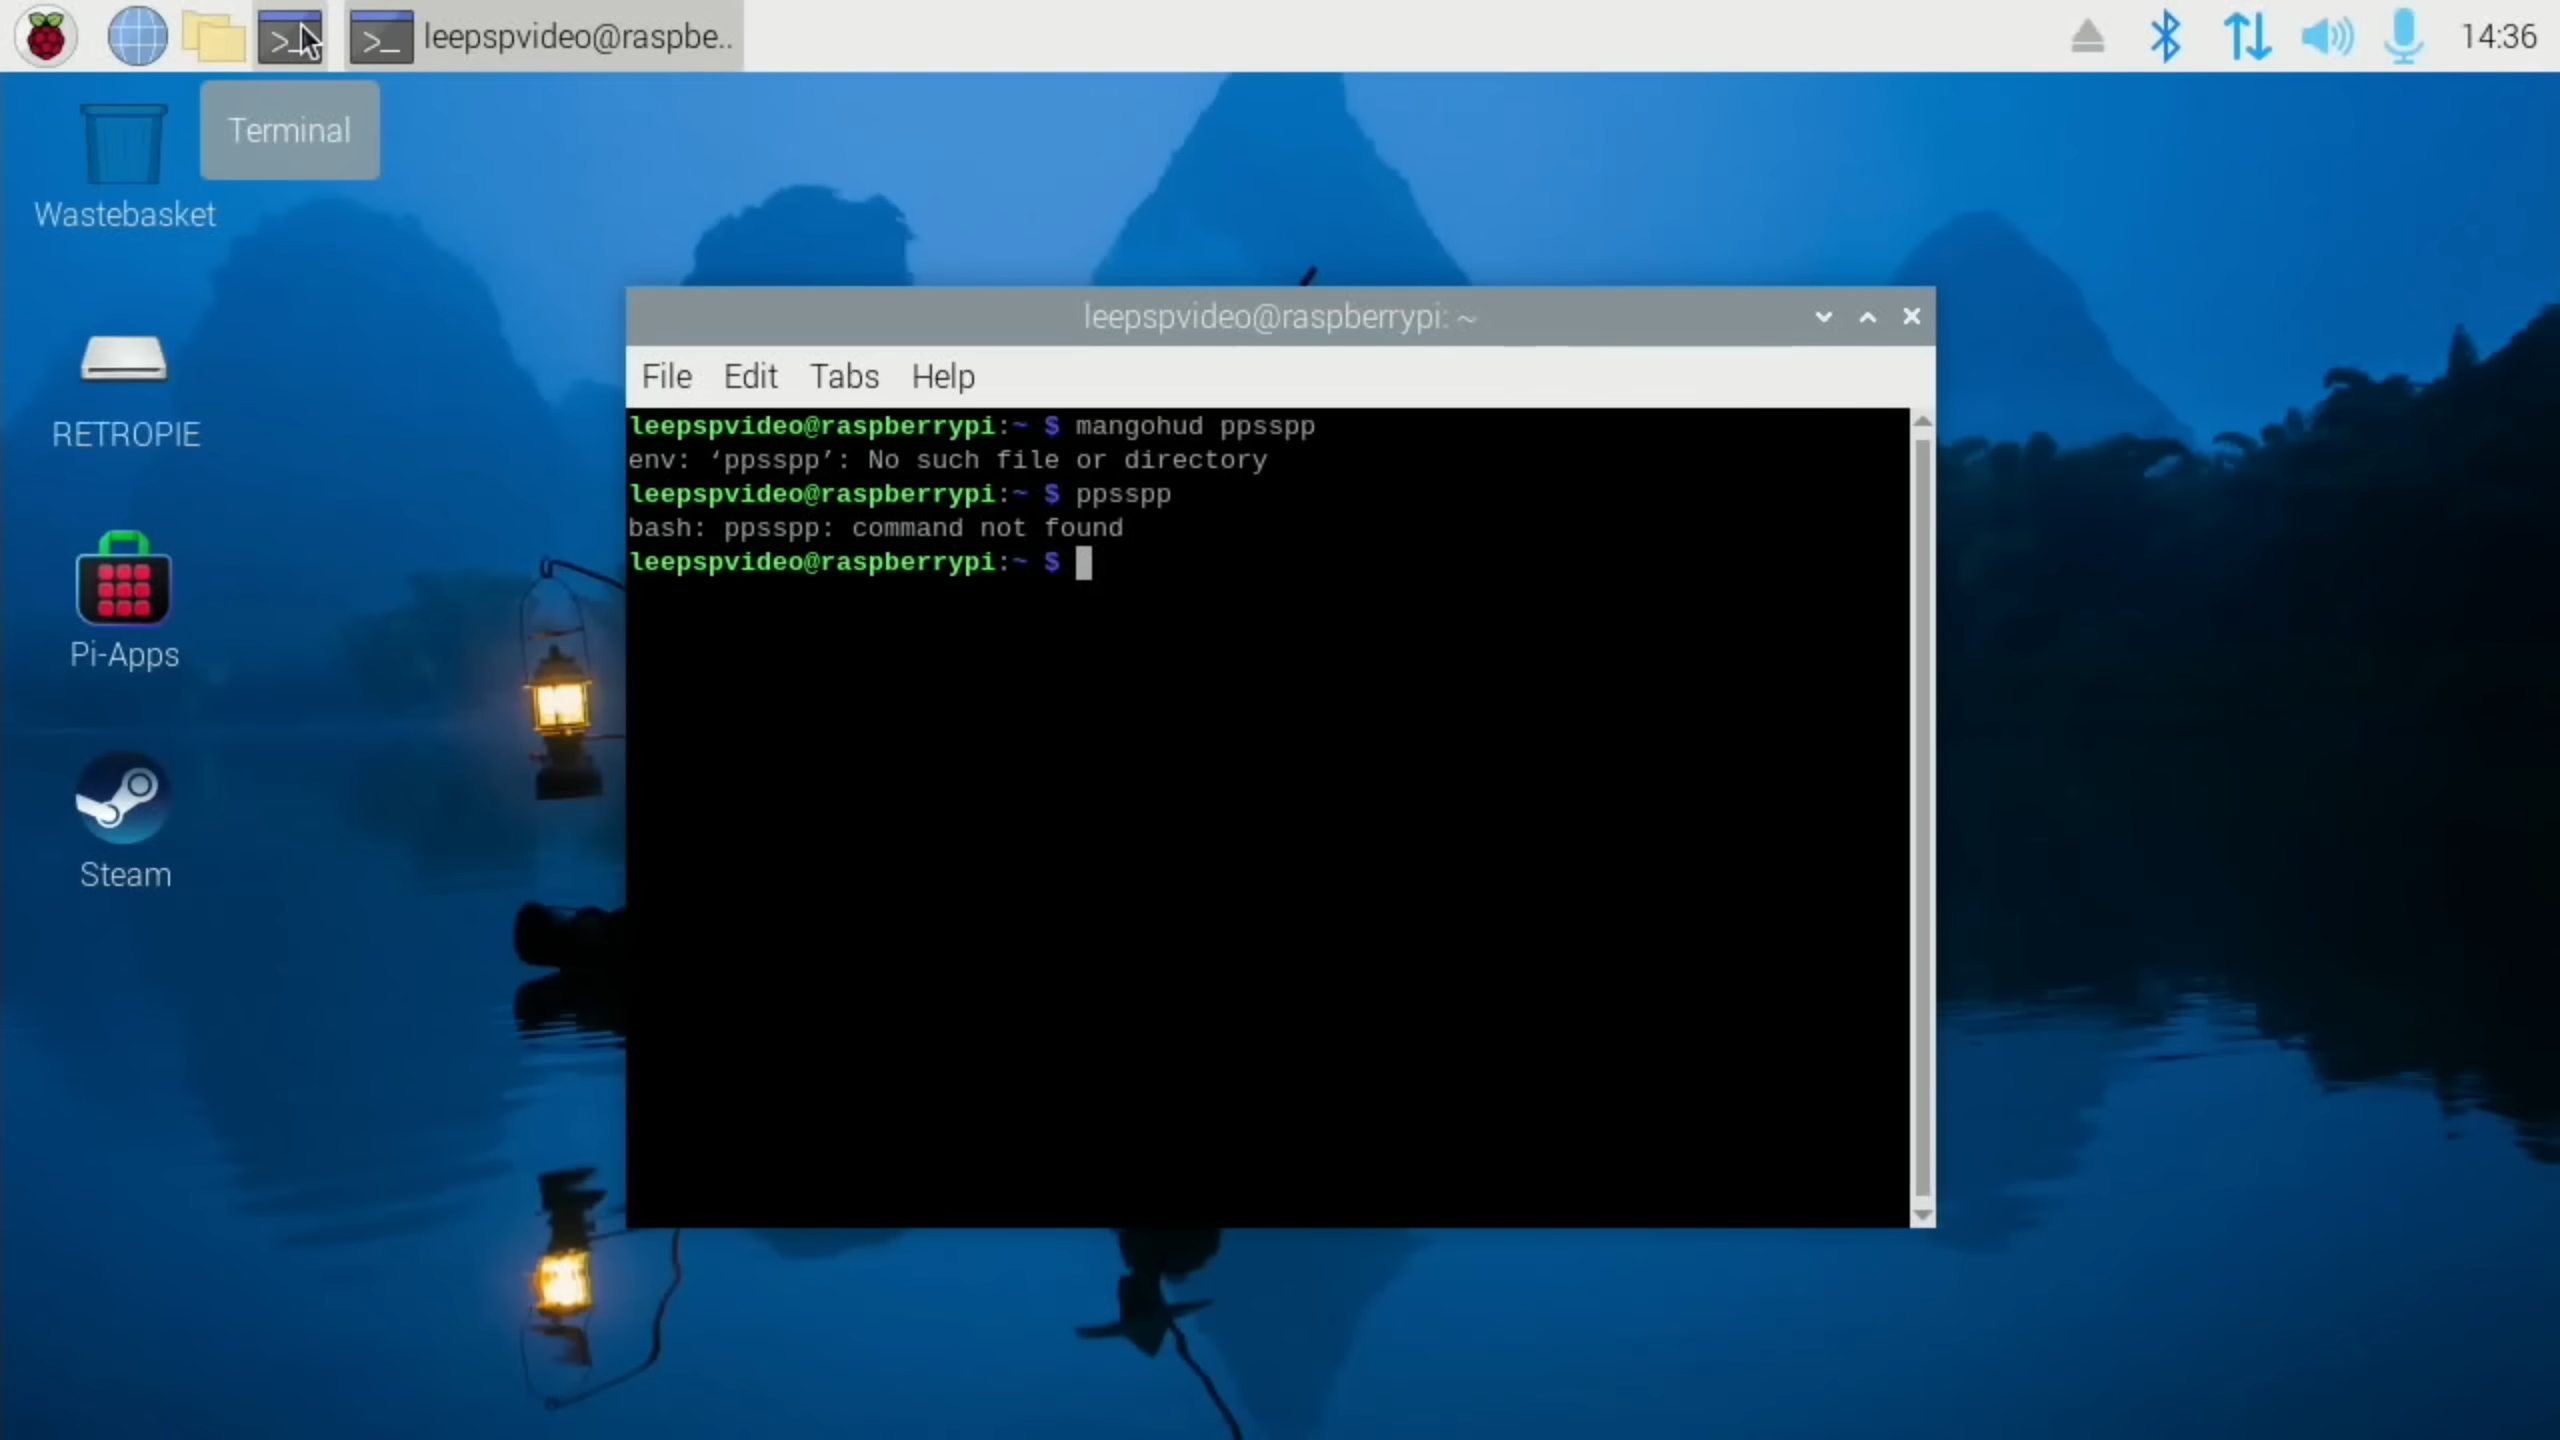 leepspvideo@raspbe..
14:36
Terminal
Wastebasket
RETROPIE
Pi-Apps
Steam
leepspvideo@raspberrypi: ~
File Edit Tabs Help
leepspvideo@raspberrypi:~ $ mangohud ppsspp
env: ‘ppsspp’: No such file or directory
leepspvideo@raspberrypi:~ $ ppsspp
bash: ppsspp: command not found
leepspvideo@raspberrypi:~ $